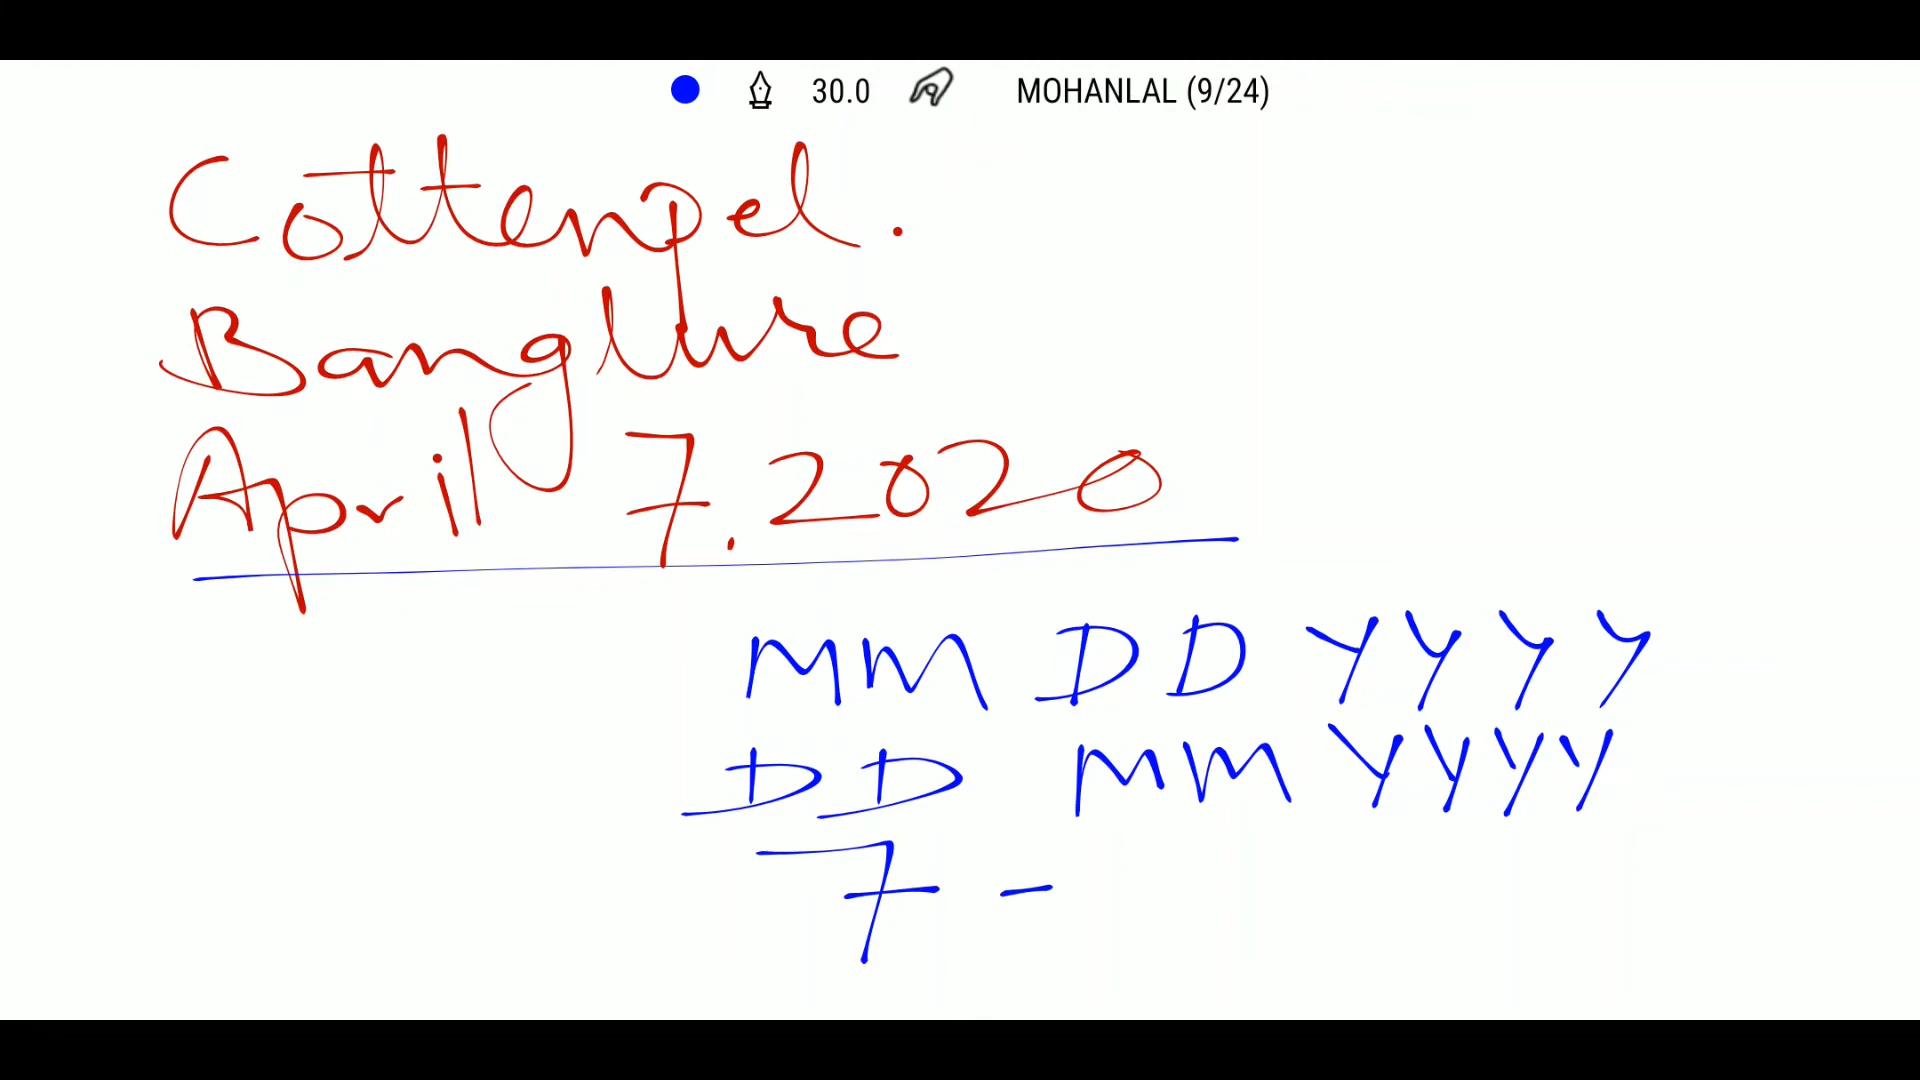 30.0 MOHANLAL (9/24)
Cottenpel.
Banglure
April 7.2020
MM DD YYYY
DD MM YYYY
7 -